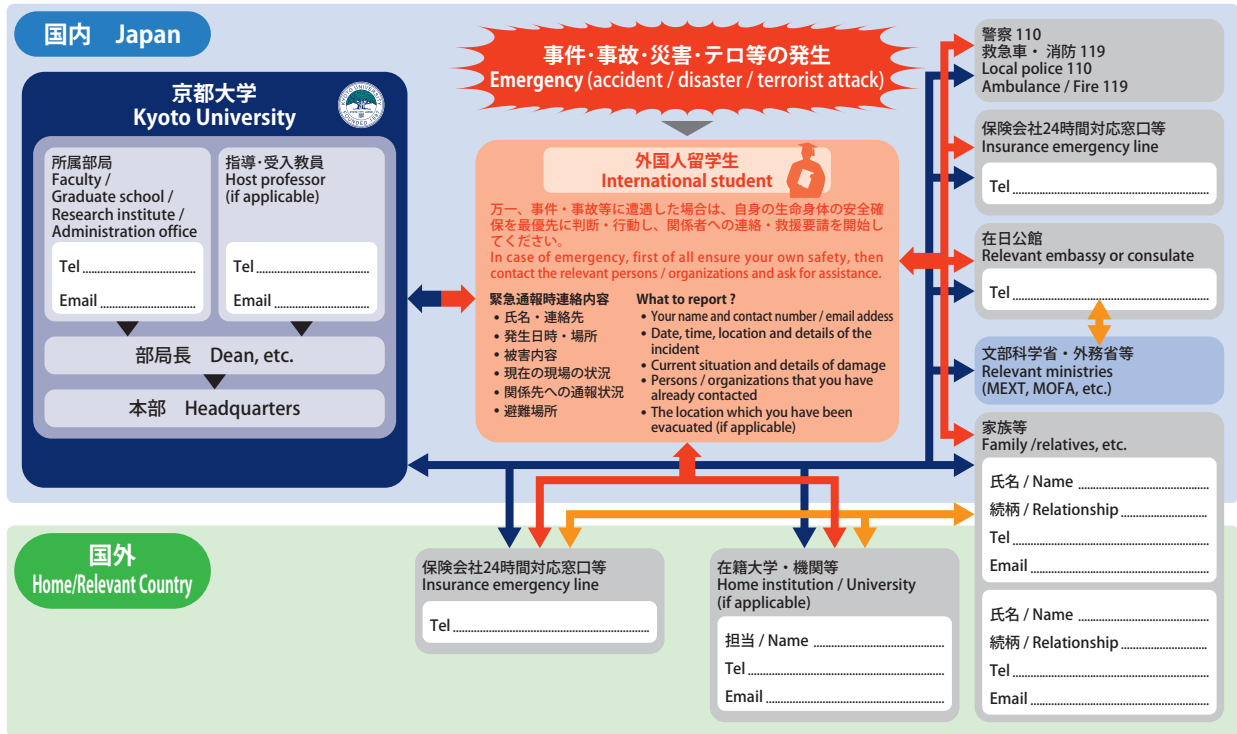 国内 Japan
事件・事故・災害・テロ等の発生
Emergency (accident / disaster / terrorist attack)
京都大学
Kyoto University
KYOTO UNIVERSITY
FOUNDED 1897
所属部局
Faculty /
Graduate school /
Research institute /
Administration office
Tel
Email
指導・受入教員
Host professor
(if applicable)
Tel
Email
部局長 Dean, etc.
本部 Headquarters
外国人留学生
International student
万一、事件・事故等に遭遇した場合は、自身の生命身体の安全確
保を最優先に判断・行動し、関係者への連絡・救援要請を開始し
てください。
In case of emergency, first of all ensure your own safety, then
contact the relevant persons / organizations and ask for assistance.
緊急通報時連絡内容
• 氏名・連絡先
• 発生日時・場所
• 被害内容
• 現在の現場の状況
• 関係先への通報状況
• 避難場所
What to report ?
• Your name and contact number / email addess
• Date, time, location and details of the
incident
• Current situation and details of damage
• Persons / organizations that you have
already contacted
• The location which you have been
evacuated (if applicable)
警察 110
救急車・ 消防 119
Local police 110
Ambulance / Fire 119
保険会社24時間対応窓口等
Insurance emergency line
Tel
在日公館
Relevant embassy or consulate
Tel
文部科学省・外務省等
Relevant ministries
(MEXT, MOFA, etc.)
家族等
Family /relatives, etc.
氏名 / Name
続柄 / Relationship
Tel
Email
氏名 / Name
続柄 / Relationship
Tel
Email
国外
Home/Relevant Country
保険会社24時間対応窓口等
Insurance emergency line
Tel
在籍大学・機関等
Home institution / University
(if applicable)
担当 / Name
Tel
Email